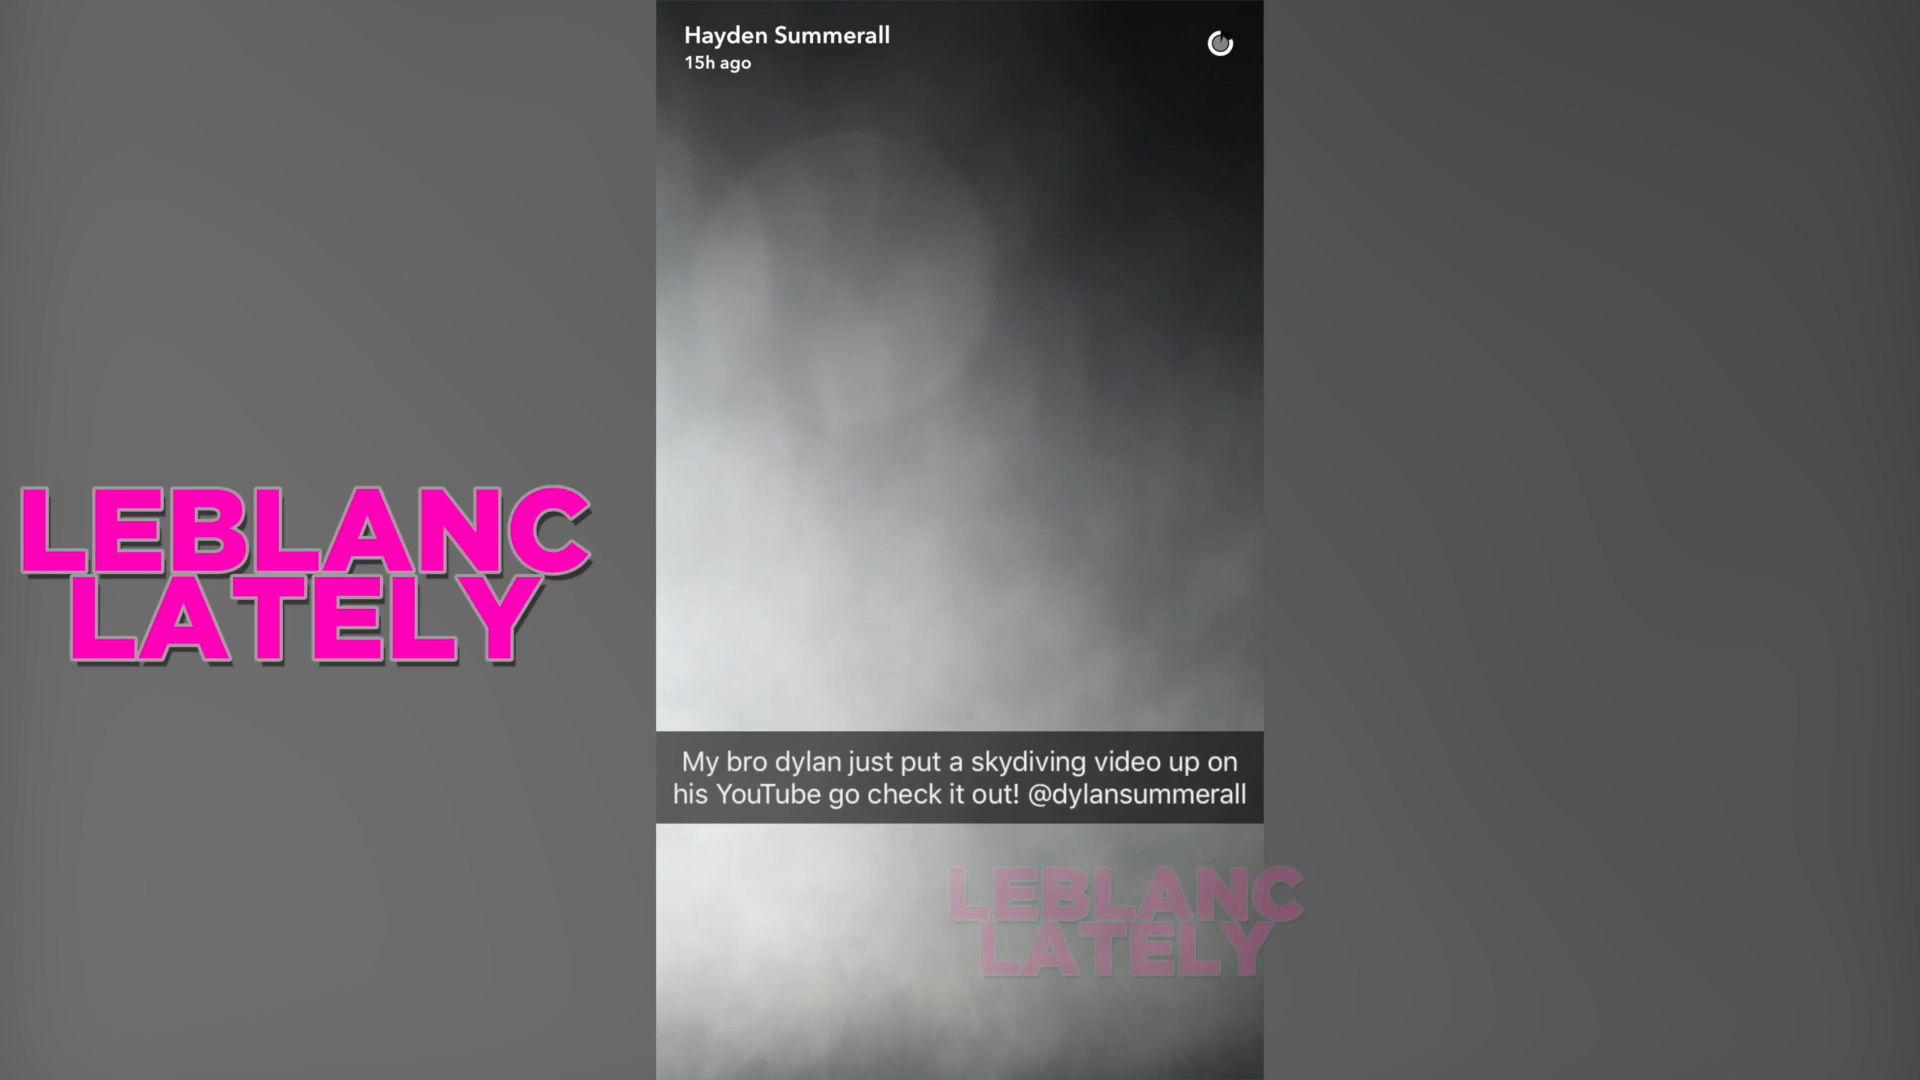 Hayden Summerall
15h ago
LEBLANC
LATELY
My bro dylan just put a skydiving video up on
his YouTube go check it out! @dylansummerall
LEBLANC
LATELY